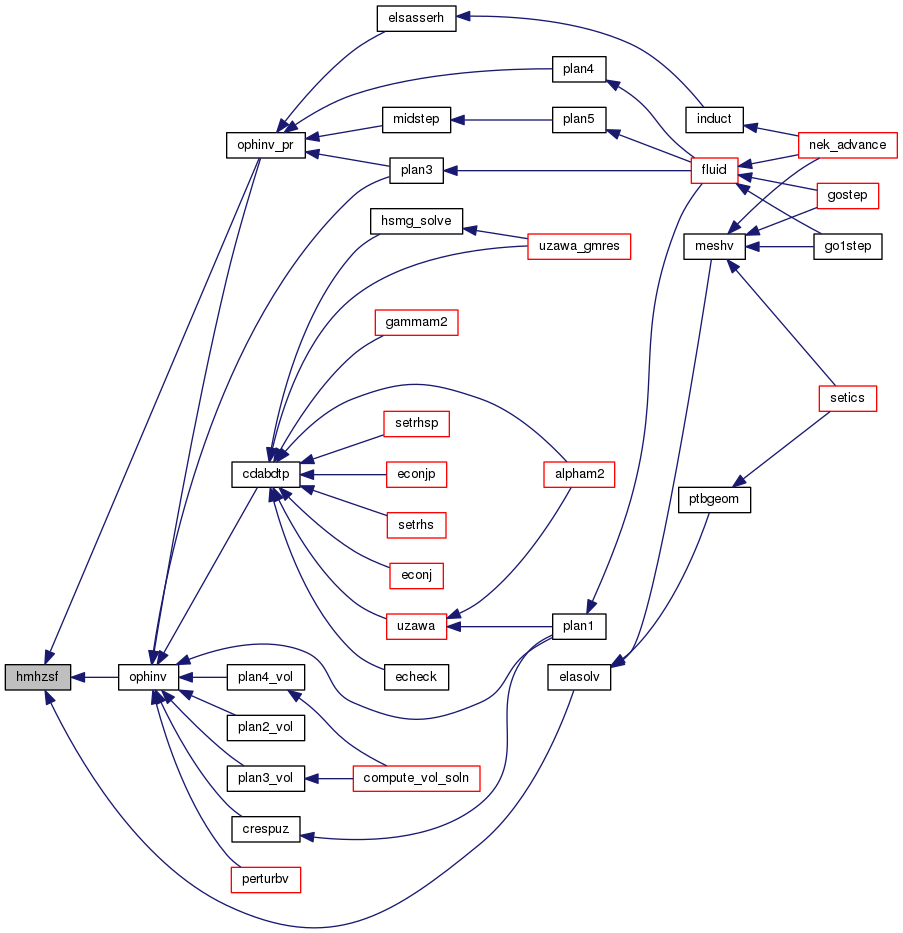 elsasserh
plan4
midstep
plan5
induct
ophinv_pr
nek_advance
plan3
fluid
gostep
hsmg_solve
uzawa_gmres
meshv
go1step
gammam2
setics
setrhsp
cdabdtp
econjp
alpham2
ptbgeom
setrhs
econj
uzawa
plan1
hmhzsf
ophinv
plan4_vol
echeck
elasolv
plan2_vol
plan3_vol
compute_vol_soln
crespuz
perturbv